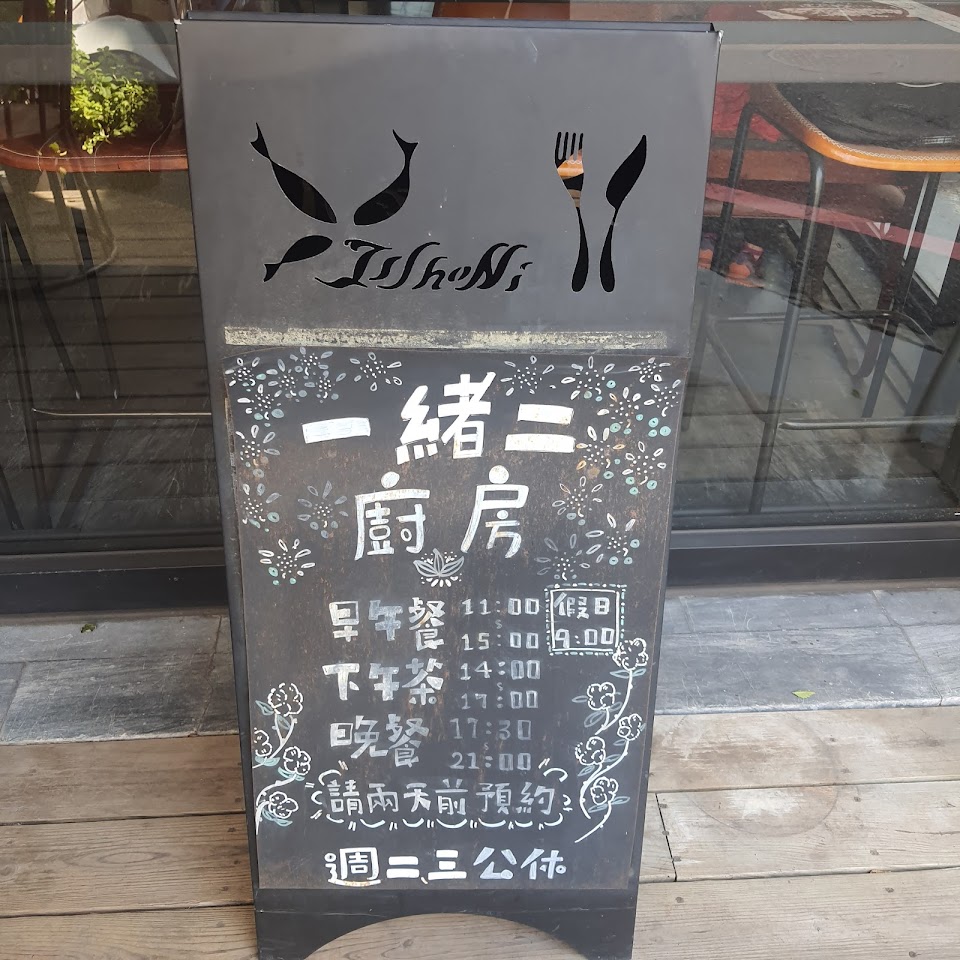 IsshoNi
一緒二
廚房
早午餐 11:00 假日
15:00 9:00
下午茶 14:00
17:00
晚餐 17:30
21:00
請兩天前預約
週二、三公休